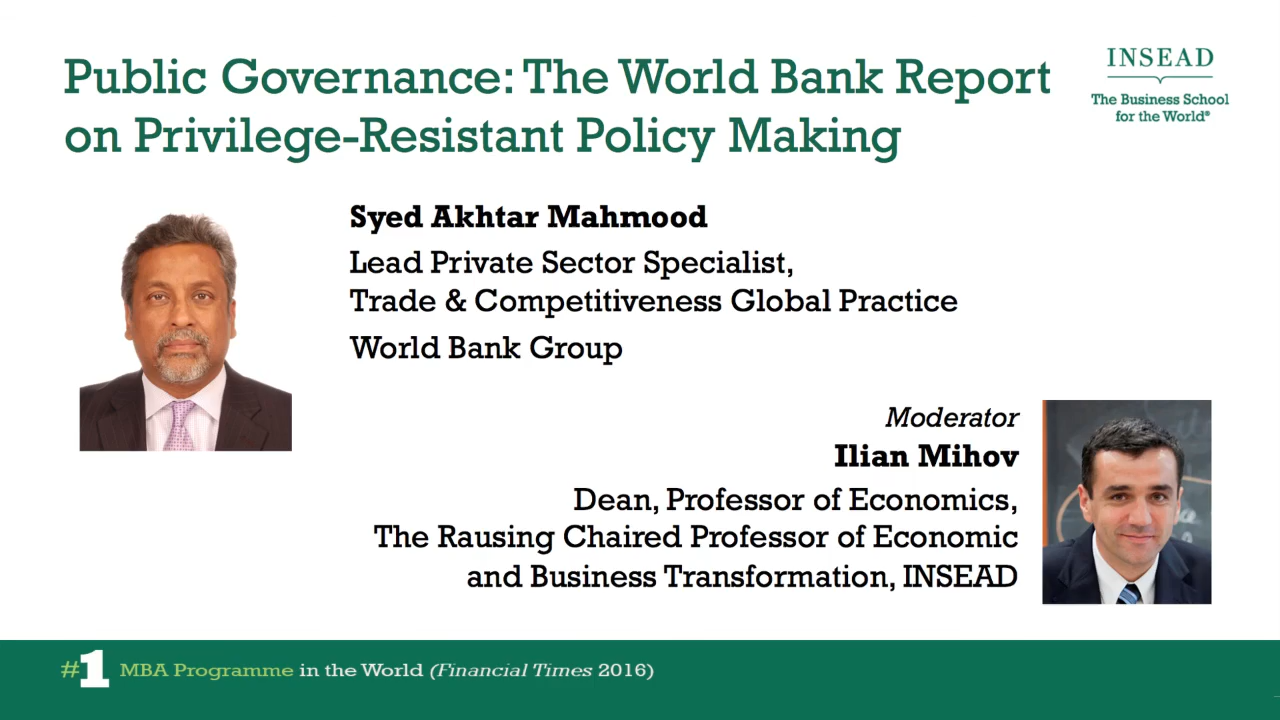 Public Governance: The World Bank Report
on Privilege-Resistant Policy Making
INSEAD
The Business School
for the World®
Syed Akhtar Mahmood
Lead Private Sector Specialist,
Trade & Competitiveness Global Practice
World Bank Group
Moderator
Ilian Mihov
Dean, Professor of Economics,
The Rausing Chaired Professor of Economic
and Business Transformation, INSEAD
#1 MBA Programme in the World (Financial Times 2016)